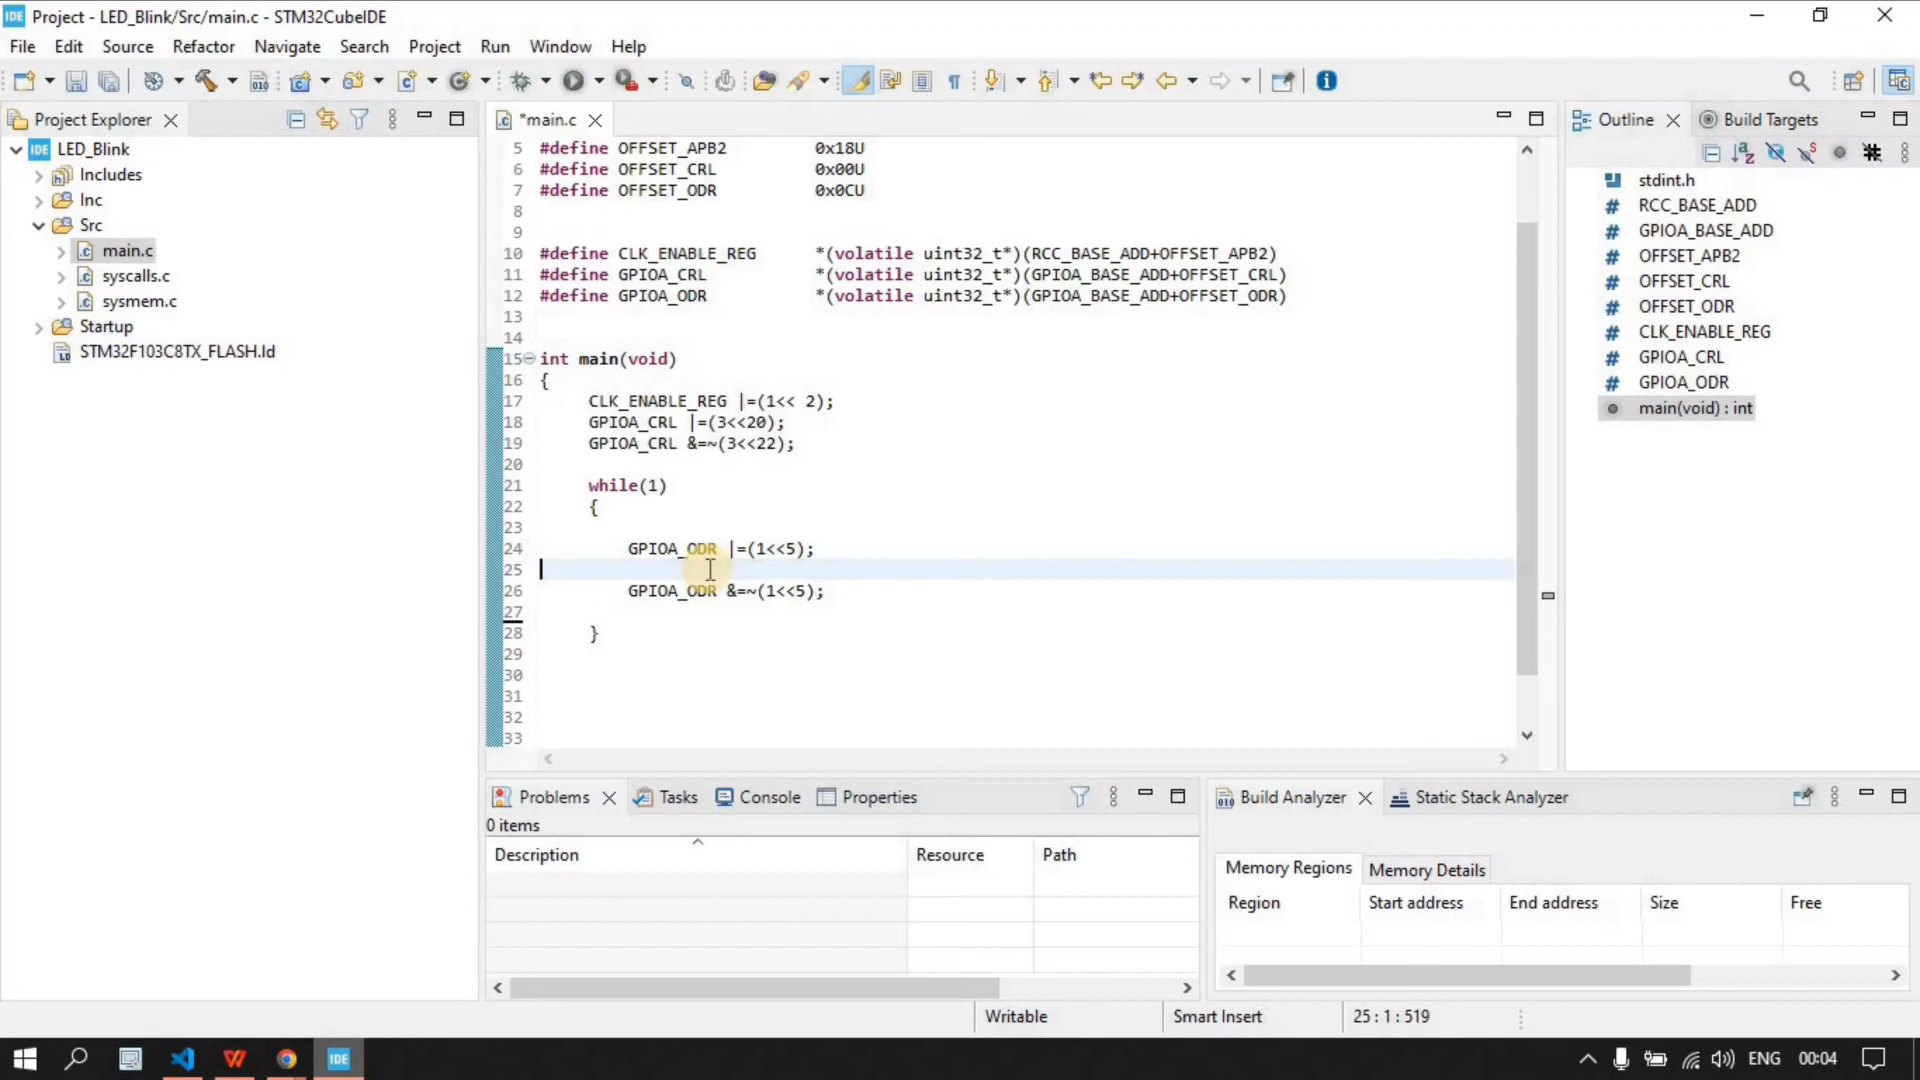 IDE Project - LED_Blink/Src/main.c - STM32CubeIDE
File Edit Source Refactor Navigate Search Project Run Window Help
Project Explorer
*main.c
Outline
Build Targets
IDE LED_Blink
Includes
Inc
Src
main.c
syscalls.c
sysmem.c
Startup
STM32F103C8TX_FLASH.ld
5 #define OFFSET_APB2 0x18U
6 #define OFFSET_CRL 0x00U
7 #define OFFSET_ODR 0x0CU
8
9
10 #define CLK_ENABLE_REG *(volatile uint32_t*)(RCC_BASE_ADD+OFFSET_APB2)
11 #define GPIOA_CRL *(volatile uint32_t*)(GPIOA_BASE_ADD+OFFSET_CRL)
12 #define GPIOA_ODR *(volatile uint32_t*)(GPIOA_BASE_ADD+OFFSET_ODR)
13
14
15 int main(void)
16 {
17 CLK_ENABLE_REG |=(1<< 2);
18 GPIOA_CRL |=(3<<20);
19 GPIOA_CRL &=~(3<<22);
20
21 while(1)
22 {
23
24 GPIOA_ODR |=(1<<5);
25
26 GPIOA_ODR &=~(1<<5);
27
28 }
29
30
31
32
33
stdint.h
# RCC_BASE_ADD
# GPIOA_BASE_ADD
# OFFSET_APB2
# OFFSET_CRL
# OFFSET_ODR
# CLK_ENABLE_REG
# GPIOA_CRL
# GPIOA_ODR
main(void) : int
Problems
Tasks
Console
Properties
0 items
Description Resource Path
Build Analyzer
Static Stack Analyzer
Memory Regions Memory Details
Region Start address End address Size Free
Writable Smart Insert 25 : 1 : 519
IDE
ENG 00:04